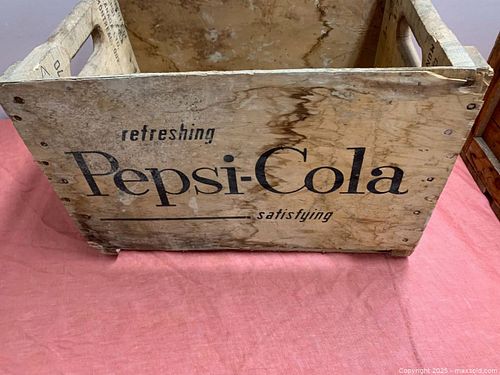 refreshing
Pepsi-Cola
satisfying
Copyright 2025 - maxsold.com